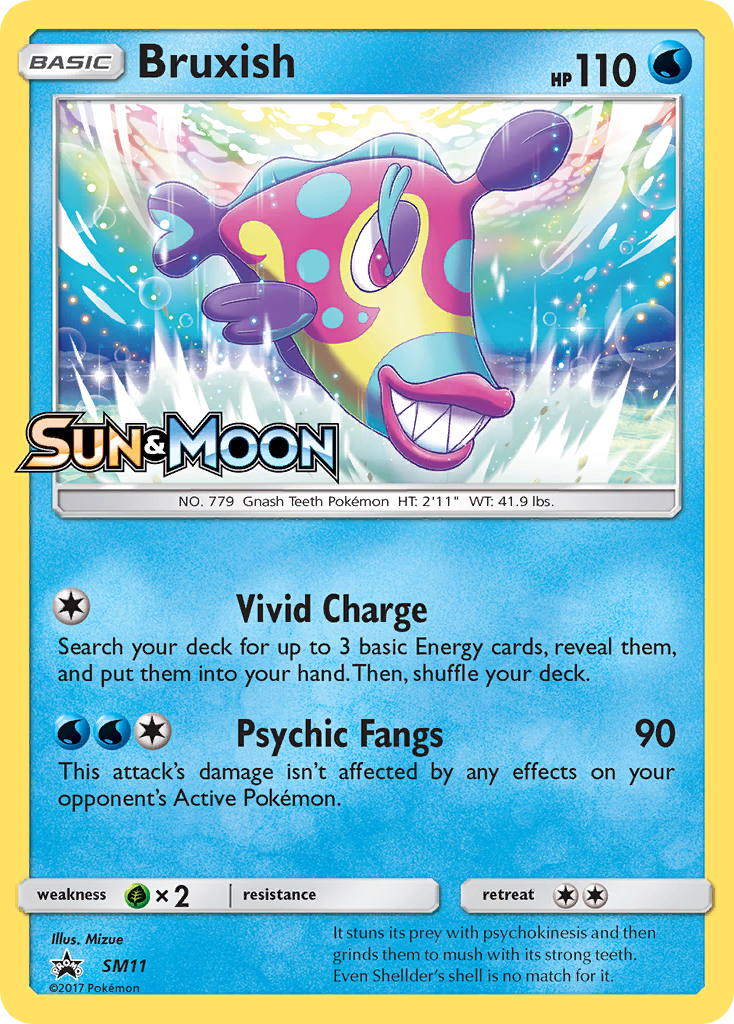 BASIC Bruxish HP 110
SUN & MOON
NO. 779 Gnash Teeth Pokémon HT: 2'11" WT: 41.9 lbs.
Vivid Charge
Search your deck for up to 3 basic Energy cards, reveal them,
and put them into your hand. Then, shuffle your deck.
Psychic Fangs 90
This attack's damage isn't affected by any effects on your
opponent's Active Pokémon.
weakness ×2 resistance retreat
Illus. Mizue
PROMO SM11
©2017 Pokémon
It stuns its prey with psychokinesis and then
grinds them to mush with its strong teeth.
Even Shellder's shell is no match for it.